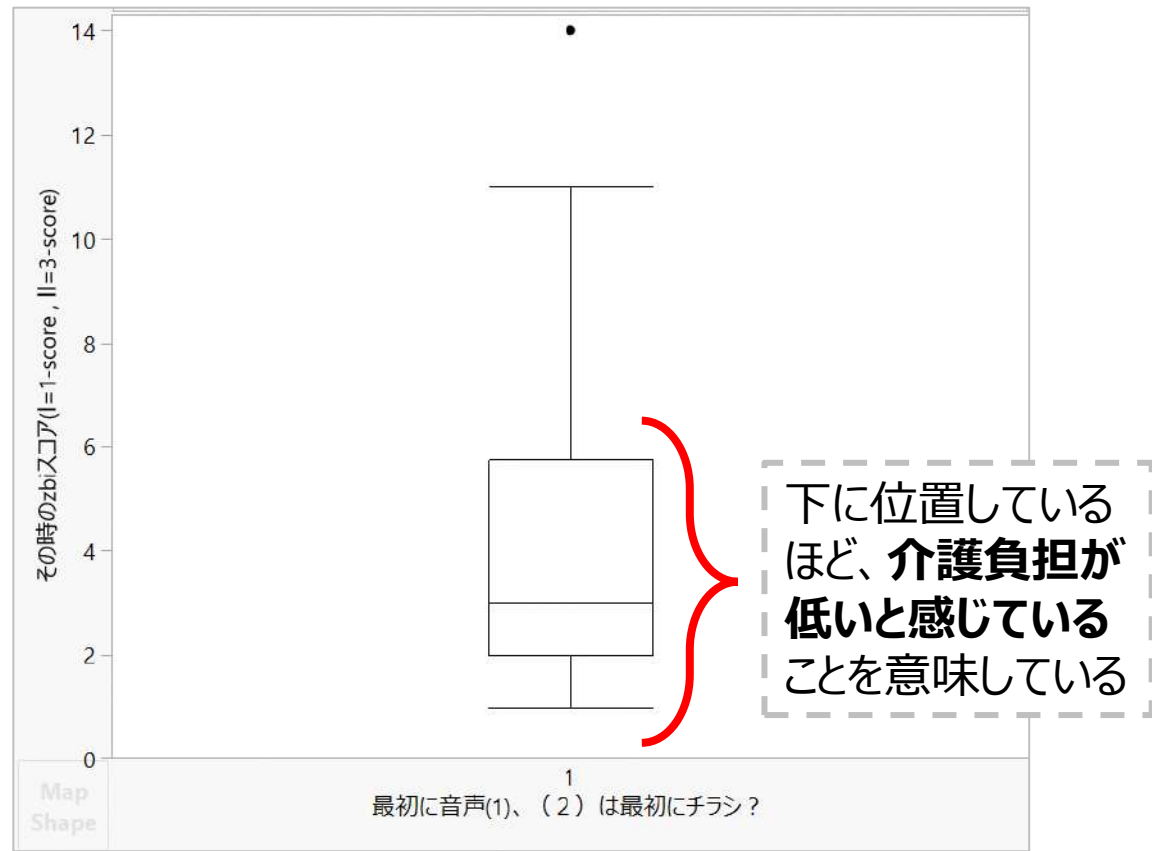 14
12
10
8
6
4
2
0
その時のzbiスコア(I=1-score , II=3-score)
下に位置している
ほど、介護負担が
低いと感じている
ことを意味している
1
最初に音声(1)、（２）は最初にチラシ？
Map
Shape